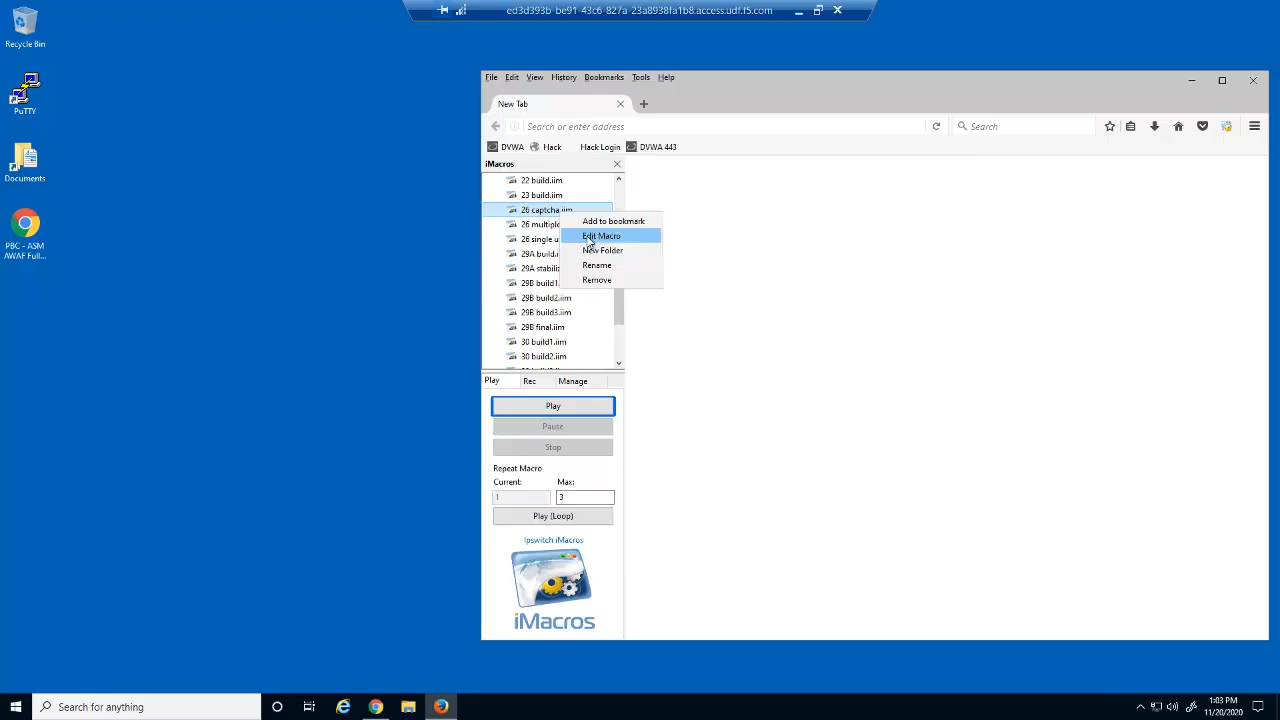 ed3d393b-be91-43c6-827a-23a8938fa1b8.access.udf.f5.com
Recycle Bin
PuTTY
Documents
PBC - ASM
AWAF Full...
File Edit View History Bookmarks Tools Help
New Tab
Search or enter address
Search
DVWA Hack Hack Login DVWA 443
iMacros
22 build.iim
23 build.iim
26 captcha.iim
26 multiple
26 single u
29A build.i
29A stabiliz
29B build1.
29B build2.iim
29B build3.iim
29B final.iim
30 build1.iim
30 build2.iim
Add to bookmark
Edit Macro
New Folder
Rename
Remove
Play Rec Manage
Play
Pause
Stop
Repeat Macro
Current: Max:
1 3
Play (Loop)
Ipswitch iMacros
iMacros
Search for anything
1:03 PM
11/20/2020